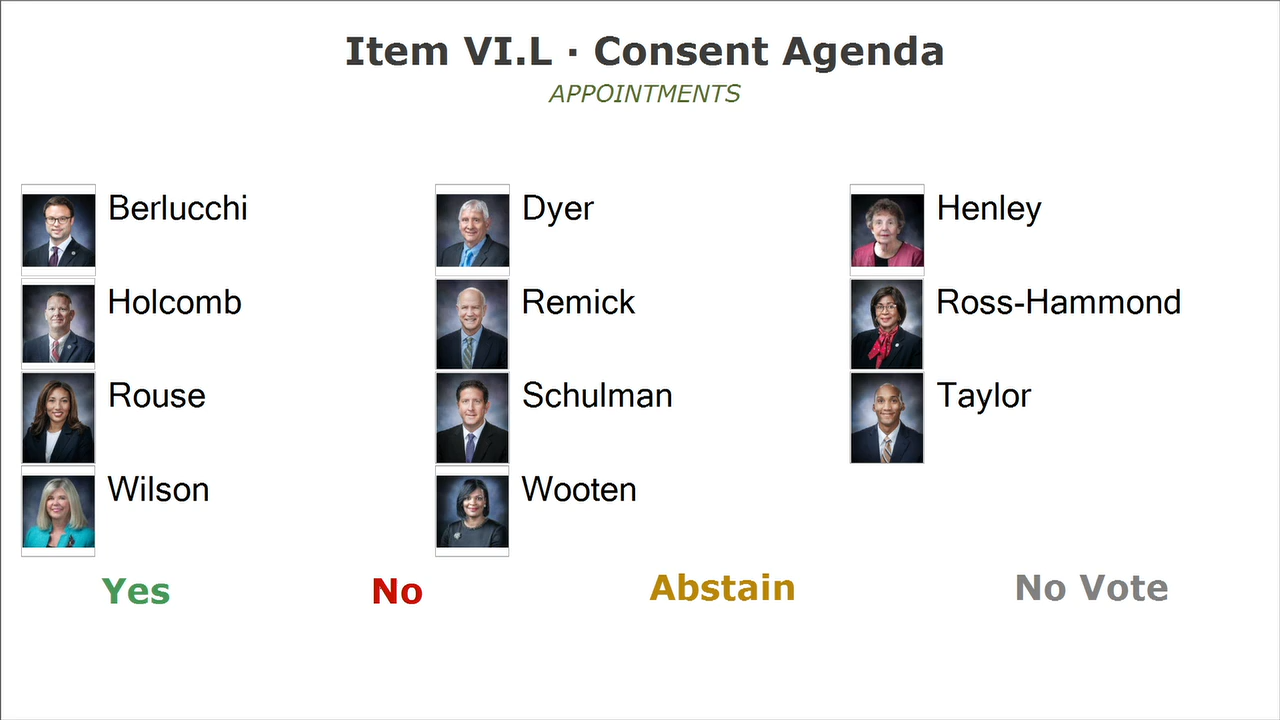 Item VI.L · Consent Agenda
APPOINTMENTS
Berlucchi
Dyer
Henley
Holcomb
Remick
Ross-Hammond
Rouse
Schulman
Taylor
Wilson
Wooten
Yes
No
Abstain
No Vote